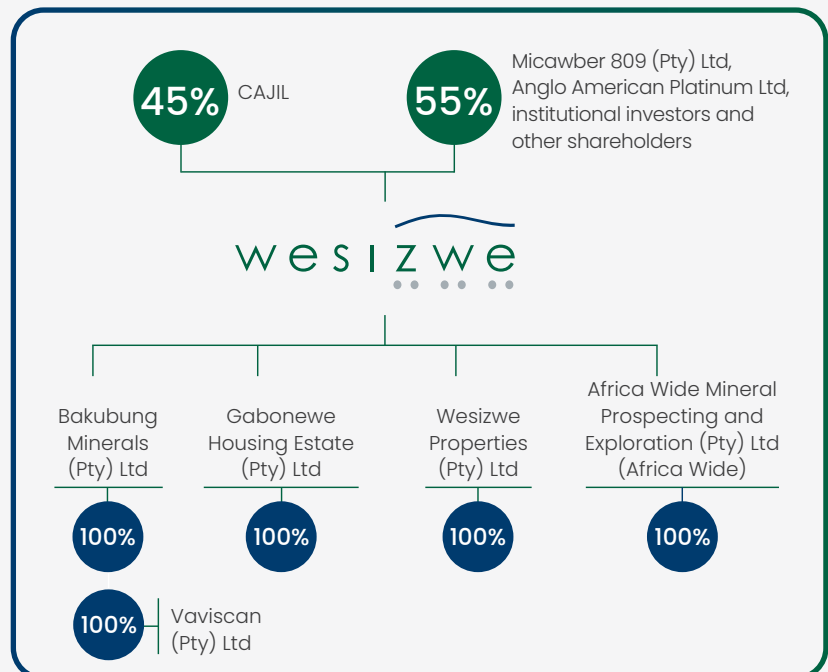 45%
CAJIL
55%
Micawber 809 (Pty) Ltd,
Anglo American Platinum Ltd,
institutional investors and
other shareholders
wesizwe
Bakubung
Minerals
(Pty) Ltd
100%
Gabonewe
Housing Estate
(Pty) Ltd
100%
Wesizwe
Properties
(Pty) Ltd
100%
Africa Wide Mineral
Prospecting and
Exploration (Pty) Ltd
(Africa Wide)
100%
100%
Vaviscan
(Pty) Ltd